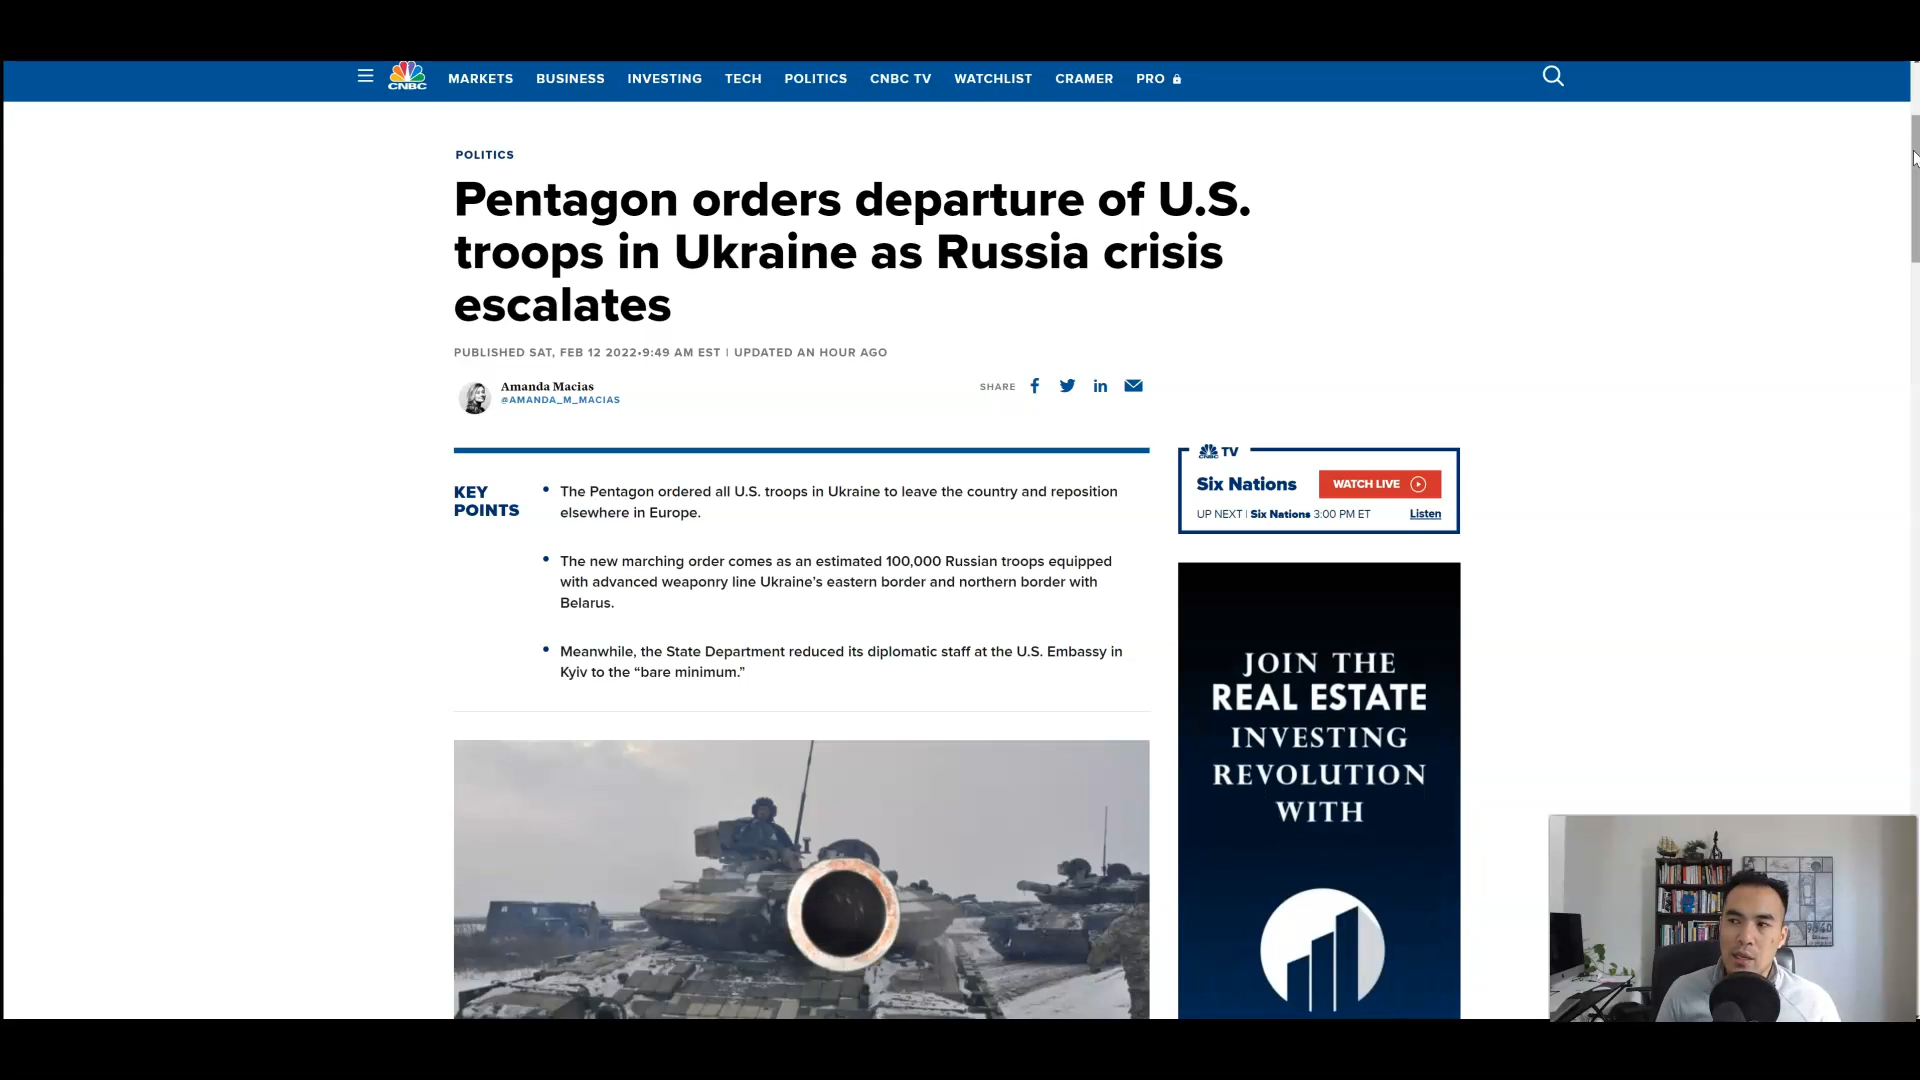 CNBC
MARKETS BUSINESS INVESTING TECH POLITICS CNBC TV WATCHLIST CRAMER PRO
POLITICS
Pentagon orders departure of U.S.
troops in Ukraine as Russia crisis
escalates
PUBLISHED SAT, FEB 12 2022•9:49 AM EST | UPDATED AN HOUR AGO
Amanda Macias
@AMANDA_M_MACIAS
SHARE
KEY
POINTS
• The Pentagon ordered all U.S. troops in Ukraine to leave the country and reposition
elsewhere in Europe.
• The new marching order comes as an estimated 100,000 Russian troops equipped
with advanced weaponry line Ukraine’s eastern border and northern border with
Belarus.
• Meanwhile, the State Department reduced its diplomatic staff at the U.S. Embassy in
Kyiv to the “bare minimum.”
CNBC TV
Six Nations WATCH LIVE
UP NEXT | Six Nations 3:00 PM ET Listen
JOIN THE
REAL ESTATE
INVESTING
REVOLUTION
WITH